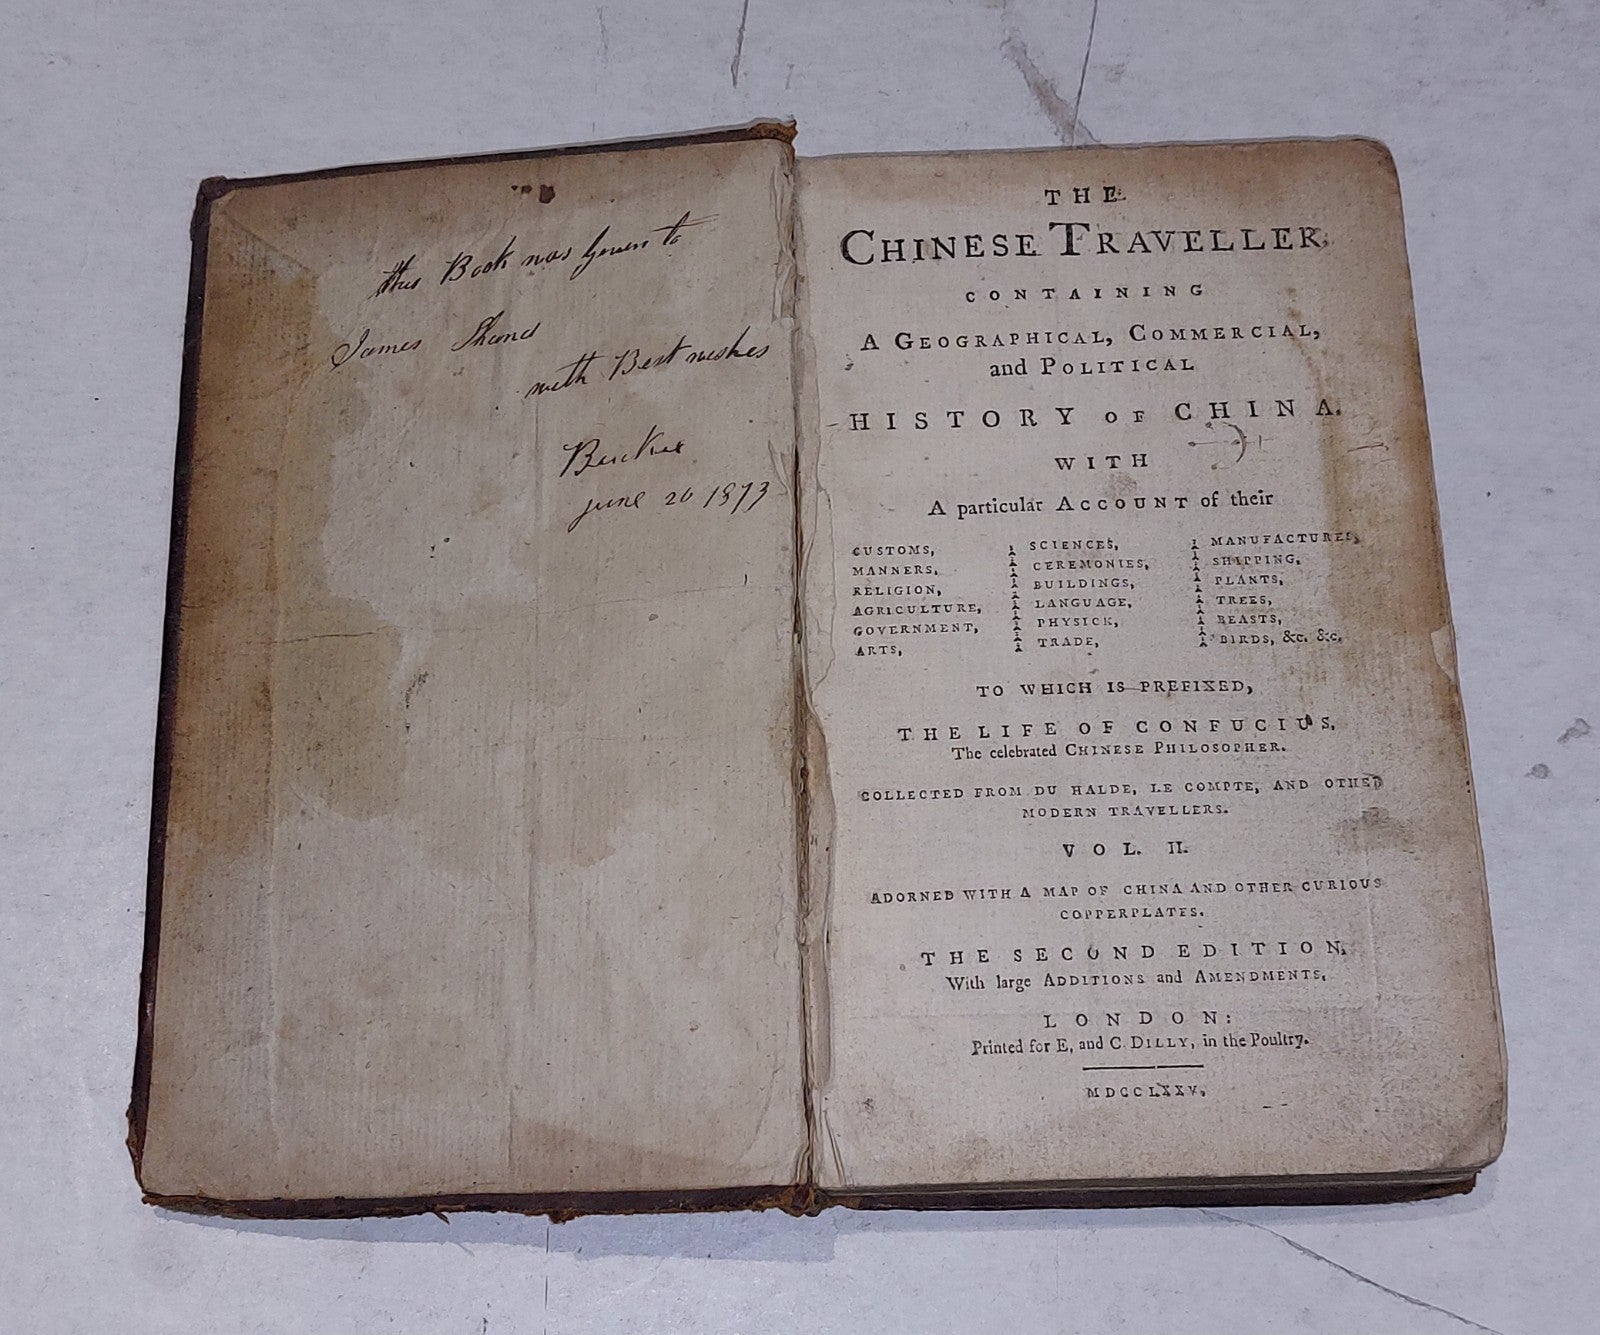 this Book was Given to
James Shand
with Best wishes
June 20 1873
THE
CHINESE TRAVELLER
CONTAINING
A GEOGRAPHICAL, COMMERCIAL,
and POLITICAL
HISTORY OF CHINA.
WITH
A particular ACCOUNT of their
CUSTOMS,
MANNERS,
RELIGION,
AGRICULTURE,
GOVERNMENT,
ARTS,
SCIENCES,
CEREMONIES,
BUILDINGS,
LANGUAGE,
PHYSICK,
TRADE,
MANUFACTURES,
SHIPPING,
PLANTS,
TREES,
BEASTS,
BIRDS, &c. &c.
TO WHICH IS PREFIXED,
THE LIFE OF CONFUCIUS,
The celebrated CHINESE PHILOSOPHER.
COLLECTED FROM DU HALDE, LE COMPTE, AND OTHER
MODERN TRAVELLERS.
VOL. II.
ADORNED WITH A MAP OF CHINA AND OTHER CURIOUS
COPPERPLATES.
THE SECOND EDITION,
With large ADDITIONS and AMENDMENTS.
LONDON:
Printed for E, and C. DILLY, in the Poultry.
MDCCLXXV,